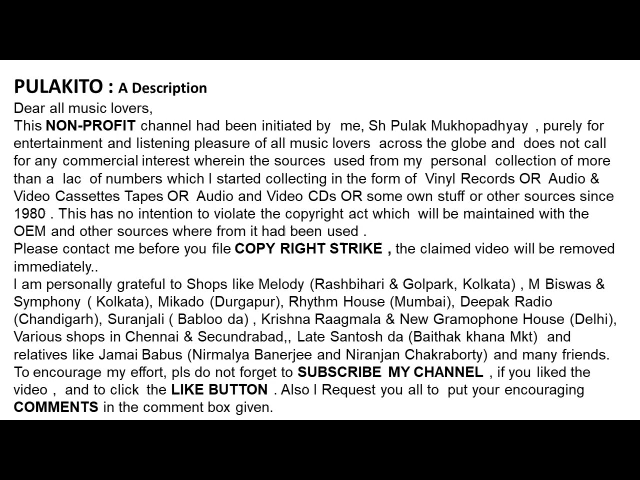 PULAKITO : A Description
Dear all music lovers,
This NON-PROFIT channel had been initiated by me, Sh Pulak Mukhopadhyay , purely for
entertainment and listening pleasure of all music lovers across the globe and does not call
for any commercial interest wherein the sources used from my personal collection of more
than a lac of numbers which I started collecting in the form of Vinyl Records OR Audio &
Video Cassettes Tapes OR Audio and Video CDs OR some own stuff or other sources since
1980 . This has no intention to violate the copyright act which will be maintained with the
OEM and other sources where from it had been used .
Please contact me before you file COPY RIGHT STRIKE , the claimed video will be removed
immediately..
I am personally grateful to Shops like Melody (Rashbihari & Golpark, Kolkata) , M Biswas &
Symphony ( Kolkata), Mikado (Durgapur), Rhythm House (Mumbai), Deepak Radio
(Chandigarh), Suranjali ( Babloo da) , Krishna Raagmala & New Gramophone House (Delhi),
Various shops in Chennai & Secundrabad,, Late Santosh da (Baithak khana Mkt) and
relatives like Jamai Babus (Nirmalya Banerjee and Niranjan Chakraborty) and many friends.
To encourage my effort, pls do not forget to SUBSCRIBE MY CHANNEL , if you liked the
video , and to click the LIKE BUTTON . Also I Request you all to put your encouraging
COMMENTS in the comment box given.